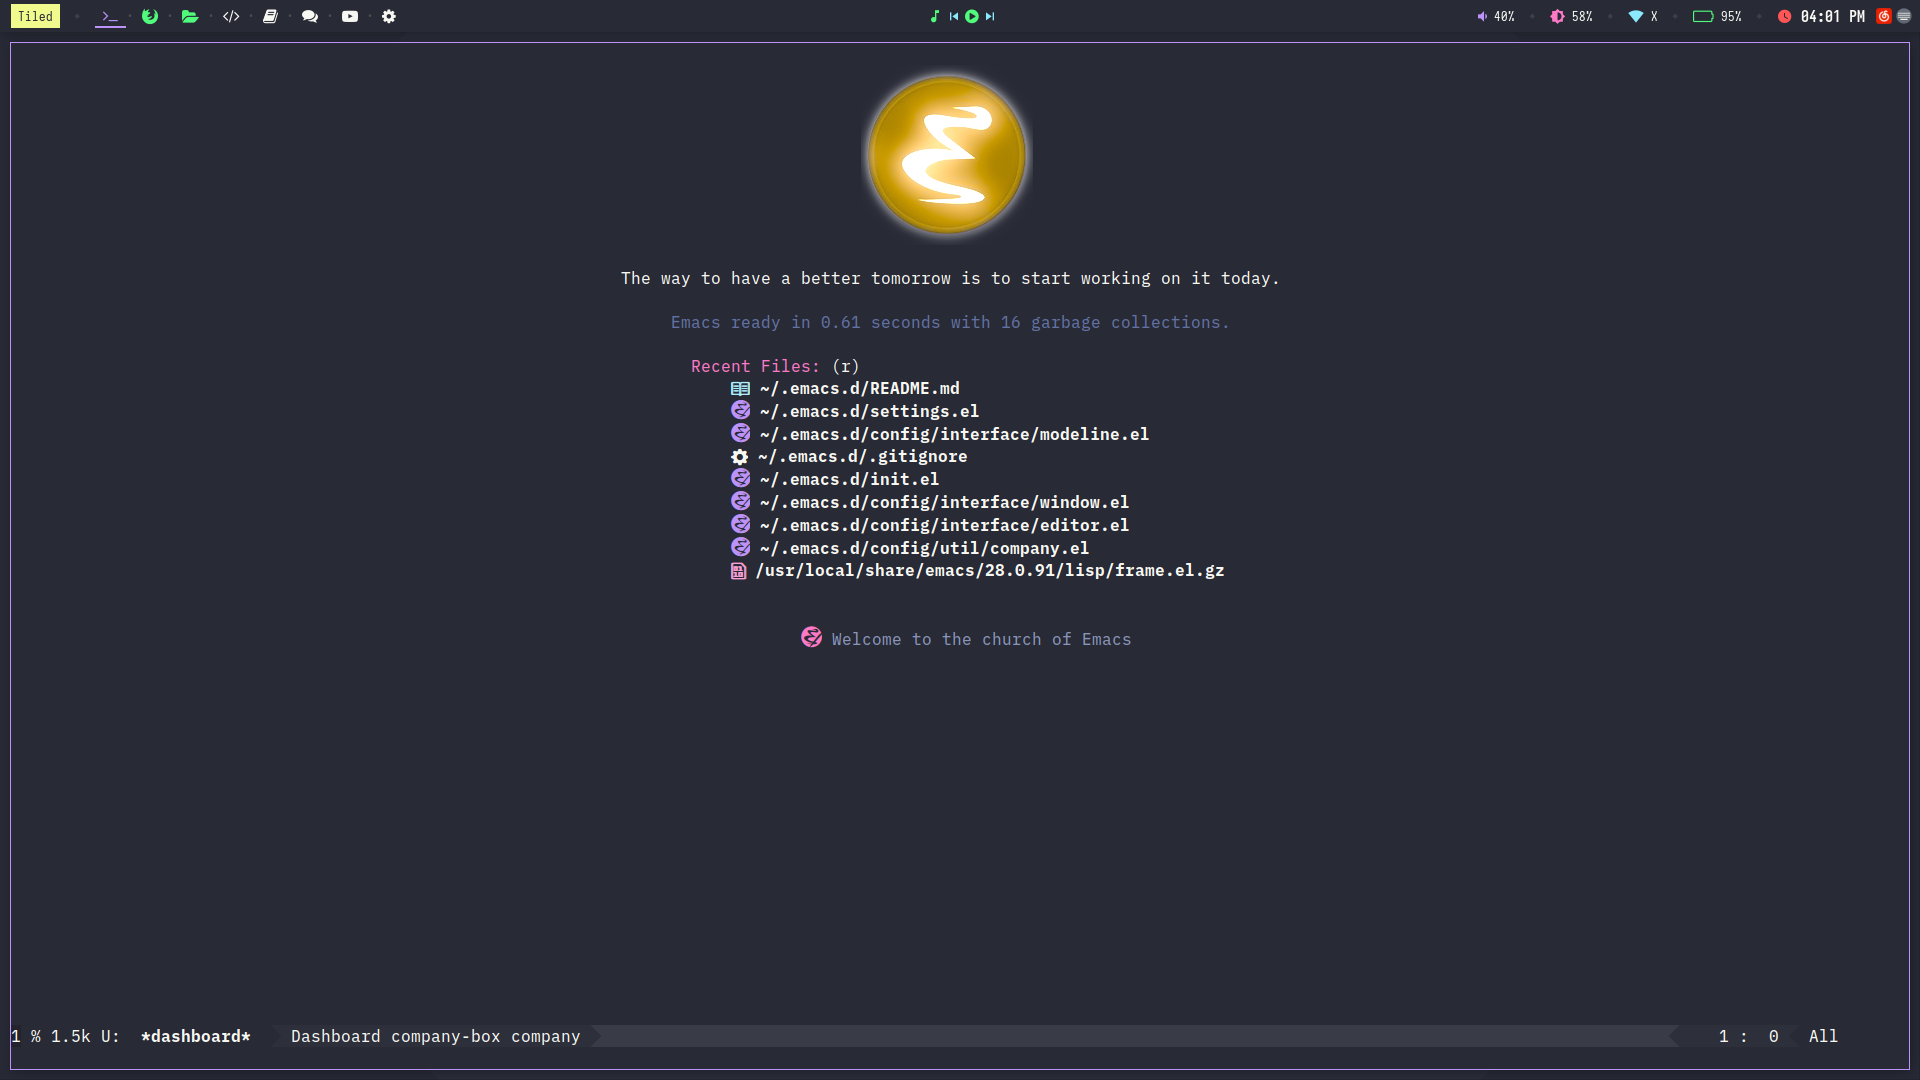 Tiled >_ </> 40% 58% X 95% 04:01 PM
The way to have a better tomorrow is to start working on it today.
Emacs ready in 0.61 seconds with 16 garbage collections.
Recent Files: (r)
~/.emacs.d/README.md
~/.emacs.d/settings.el
~/.emacs.d/config/interface/modeline.el
~/.emacs.d/.gitignore
~/.emacs.d/init.el
~/.emacs.d/config/interface/window.el
~/.emacs.d/config/interface/editor.el
~/.emacs.d/config/util/company.el
/usr/local/share/emacs/28.0.91/lisp/frame.el.gz
Welcome to the church of Emacs
1 % 1.5k U: *dashboard* Dashboard company-box company 1 : 0 All